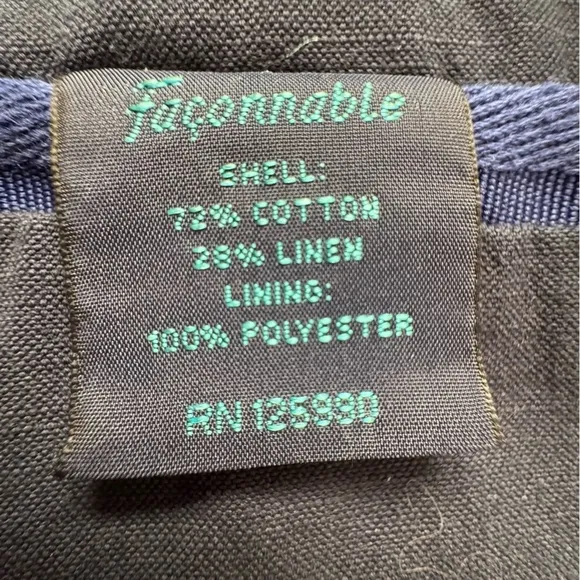 Façonnable
SHELL:
72% COTTON
28% LINEN
LINING:
100% POLYESTER
RN 125990